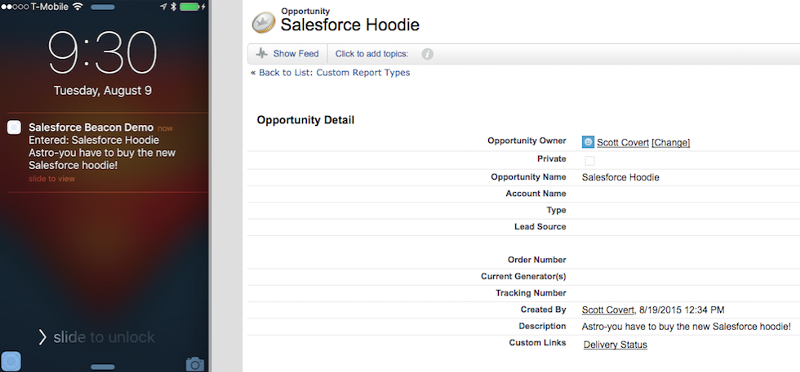 T-Mobile
9:30
Tuesday, August 9
Salesforce Beacon Demo now
Entered: Salesforce Hoodie
Astro-you have to buy the new
Salesforce hoodie!
slide to view
slide to unlock
Opportunity
Salesforce Hoodie
Show Feed Click to add topics: i
« Back to List: Custom Report Types
Opportunity Detail
Opportunity Owner Scott Covert [Change]
Private
Opportunity Name Salesforce Hoodie
Account Name
Type
Lead Source
Order Number
Current Generator(s)
Tracking Number
Created By Scott Covert, 8/19/2015 12:34 PM
Description Astro-you have to buy the new Salesforce hoodie!
Custom Links Delivery Status